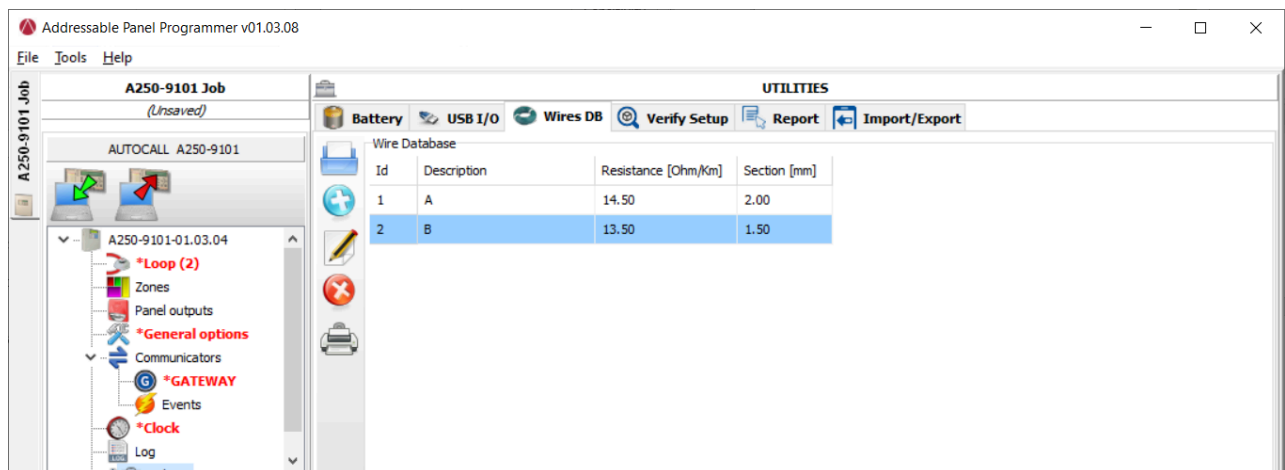 Addressable Panel Programmer v01.03.08
File Tools Help
A250-9101 Job
A250-9101 Job
(Unsaved)
AUTOCALL A250-9101
A250-9101-01.03.04
*Loop (2)
Zones
Panel outputs
*General options
Communicators
G *GATEWAY
Events
*Clock
LOG Log
UTILITIES
Battery USB I/O Wires DB Verify Setup Report Import/Export
Wire Database
Id Description Resistance [Ohm/Km] Section [mm]
1 A 14.50 2.00
2 B 13.50 1.50